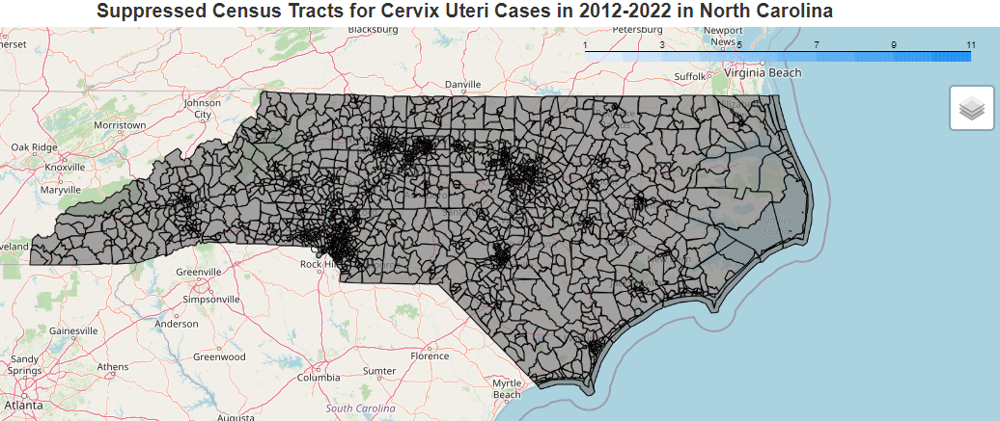 Suppressed Census Tracts for Cervix Uteri Cases in 2012-2022 in North Carolina
Blacksburg
Petersburg
Newport
News
1 3 5 7 9 11
Suffolk
Virginia Beach
Danville
Johnson
City
Morristown
Oak Ridge
Knoxville
Maryville
veland
Rock Hill
Greenville
Simpsonville
Anderson
Gainesville
Greenwood
Sandy
Springs
Athens
Atlanta
Florence
Sumter
Columbia
Myrtle
Beach
South Carolina
Augusta